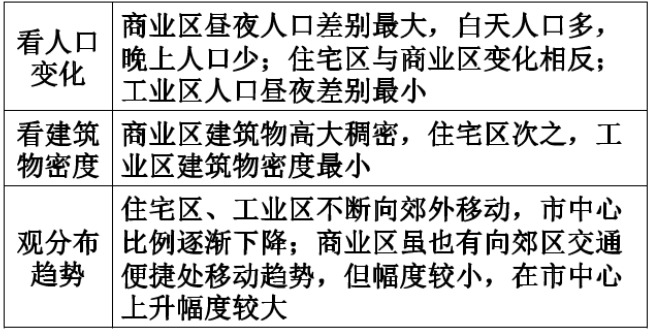 看人口
变化
商业区昼夜人口差别最大，白天人口多，
晚上人口少；住宅区与商业区变化相反；
工业区人口昼夜差别最小
看建筑
物密度
商业区建筑物高大稠密，住宅区次之，工
业区建筑物密度最小
观分布
趋势
住宅区、工业区不断向郊外移动，市中心
比例逐渐下降；商业区虽也有向郊区交通
便捷处移动趋势，但幅度较小，在市中心
上升幅度较大